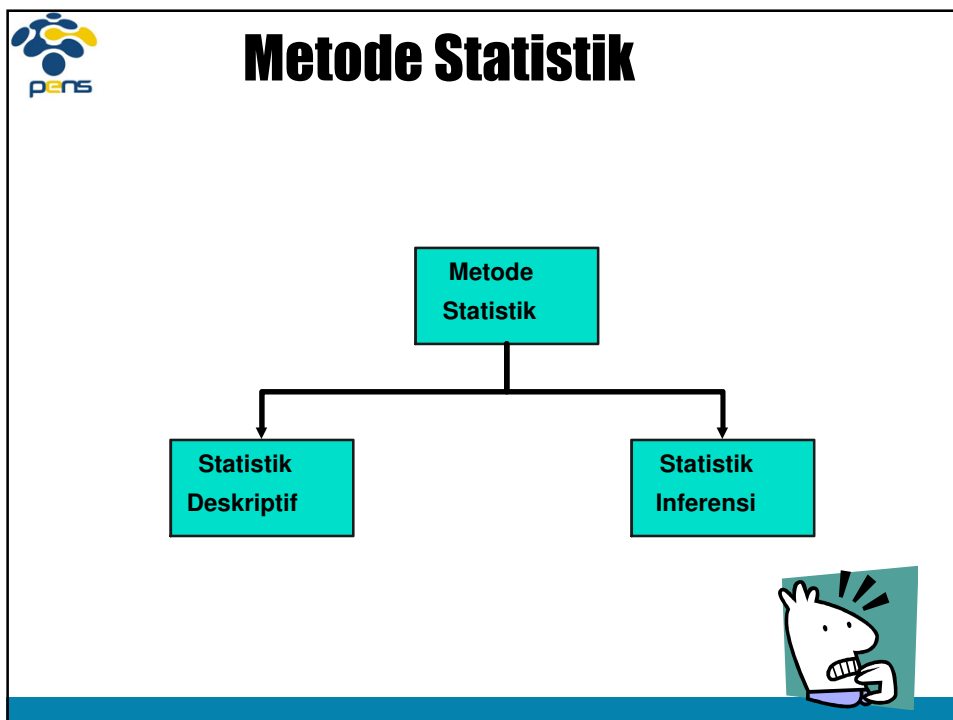 pens
Metode Statistik
Metode
Statistik
Statistik
Deskriptif
Statistik
Inferensi